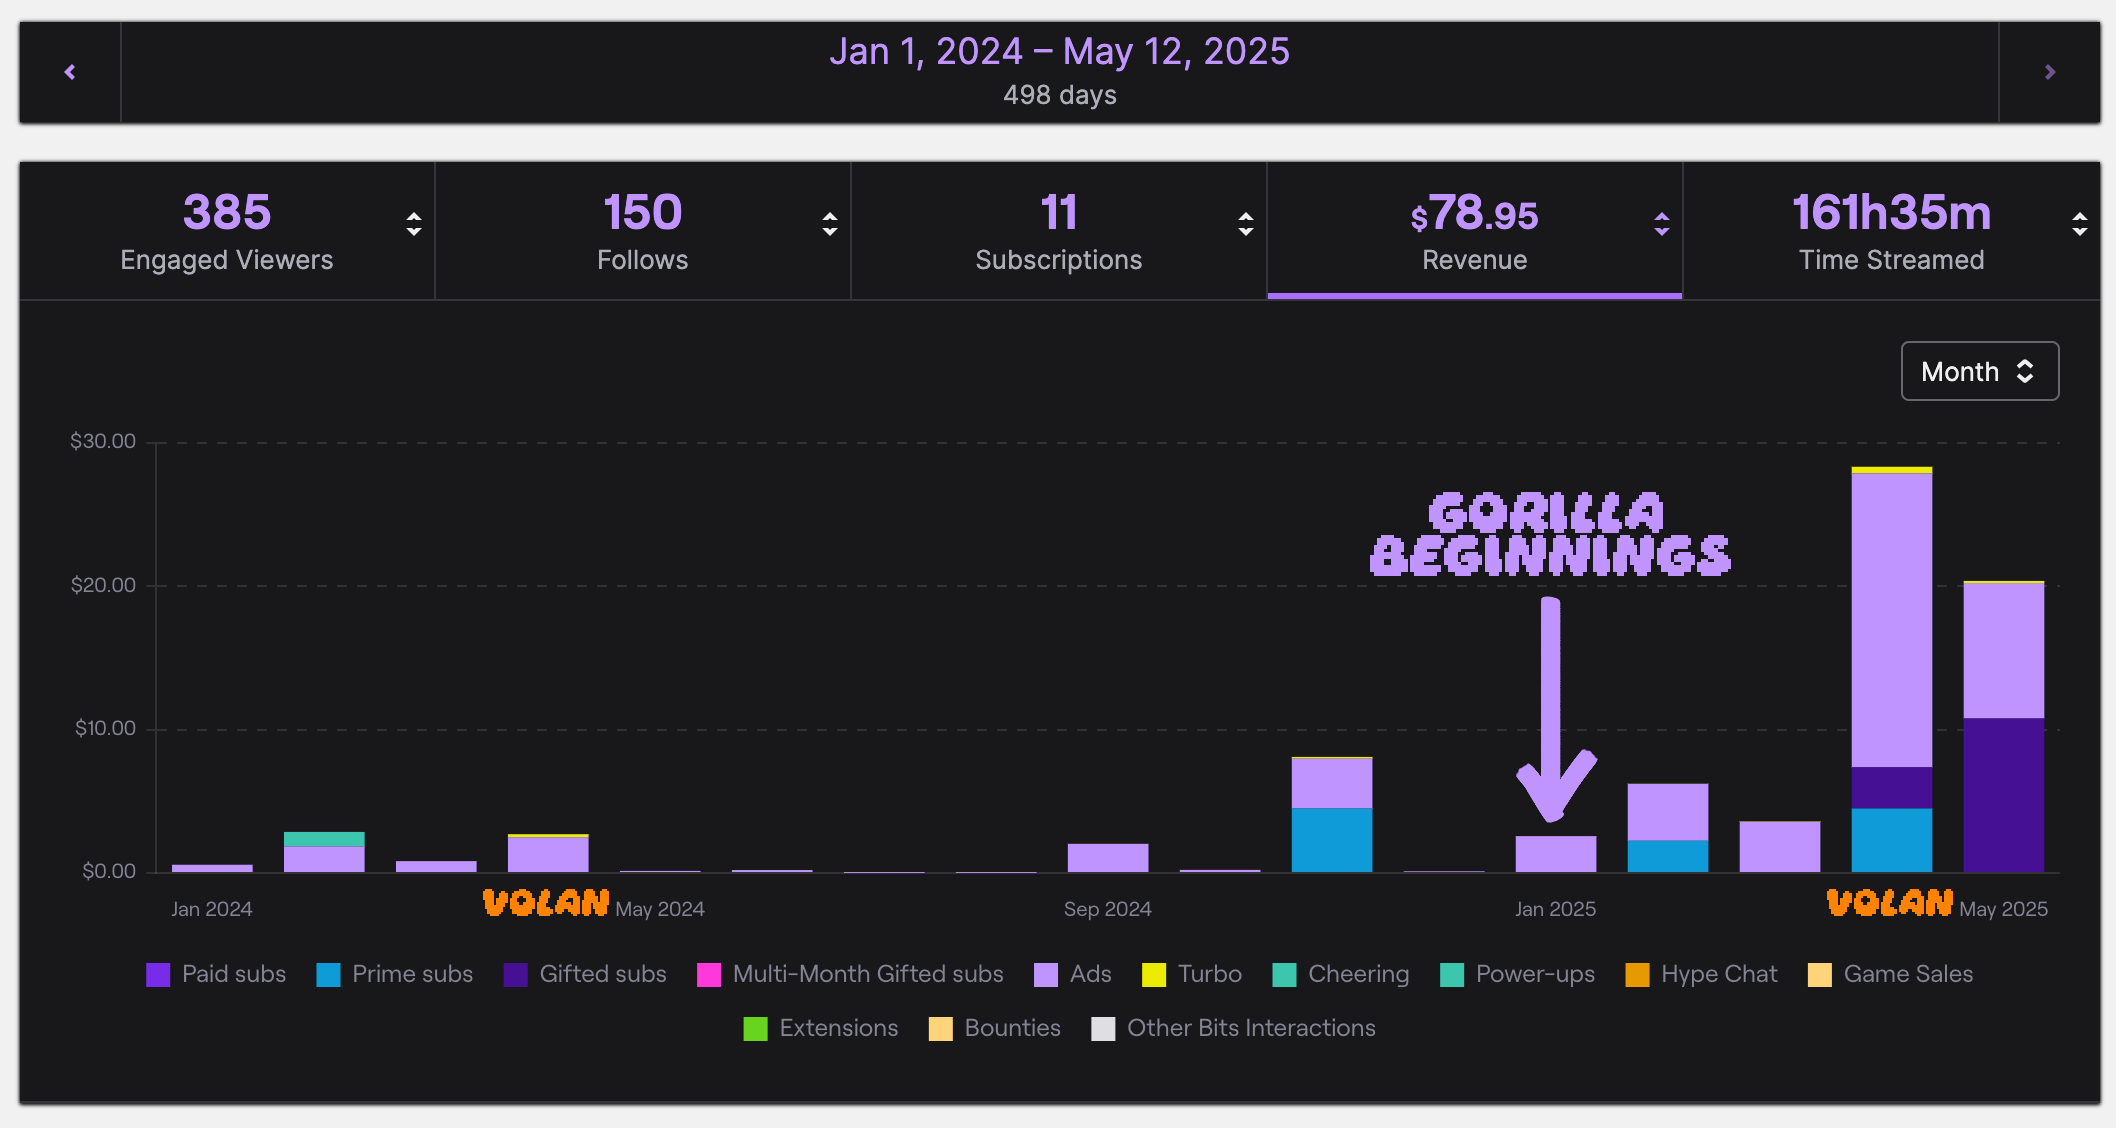 Jan 1, 2024 – May 12, 2025
498 days
385
Engaged Viewers
150
Follows
11
Subscriptions
$78.95
Revenue
161h35m
Time Streamed
Month
$30.00
$20.00
$10.00
$0.00
GORILLA
BEGINNINGS
Jan 2024
VOLAN
May 2024
Sep 2024
Jan 2025
VOLAN
May 2025
Paid subs
Prime subs
Gifted subs
Multi-Month Gifted subs
Ads
Turbo
Cheering
Power-ups
Hype Chat
Game Sales
Extensions
Bounties
Other Bits Interactions